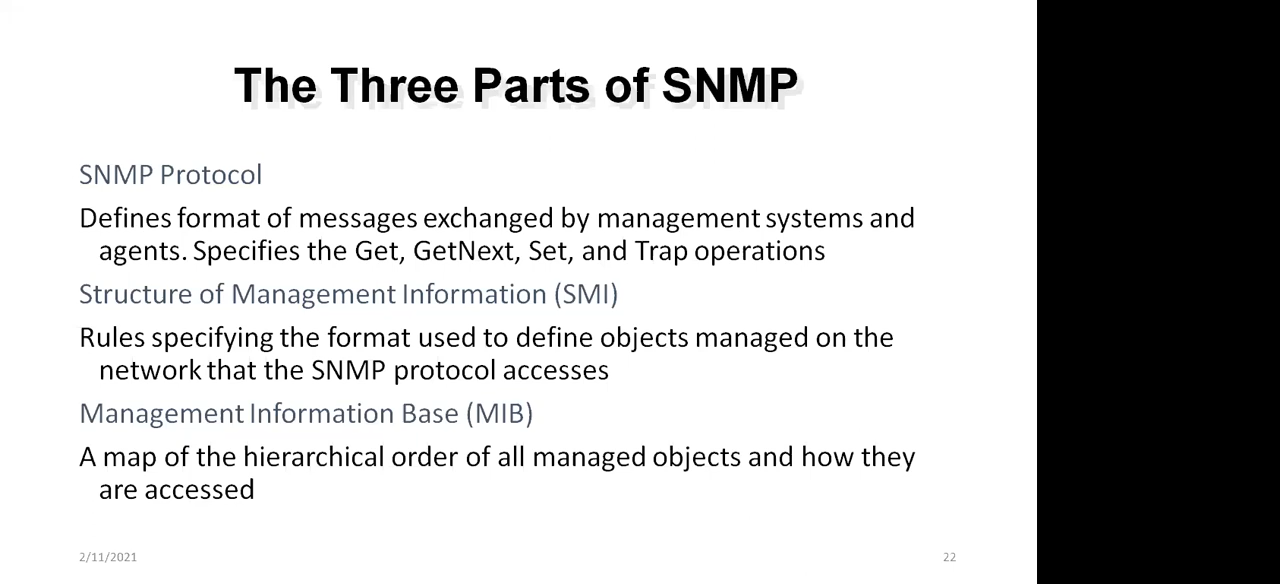 The Three Parts of SNMP
SNMP Protocol
Defines format of messages exchanged by management systems and
agents. Specifies the Get, GetNext, Set, and Trap operations
Structure of Management Information (SMI)
Rules specifying the format used to define objects managed on the
network that the SNMP protocol accesses
Management Information Base (MIB)
A map of the hierarchical order of all managed objects and how they
are accessed
2/11/2021
22